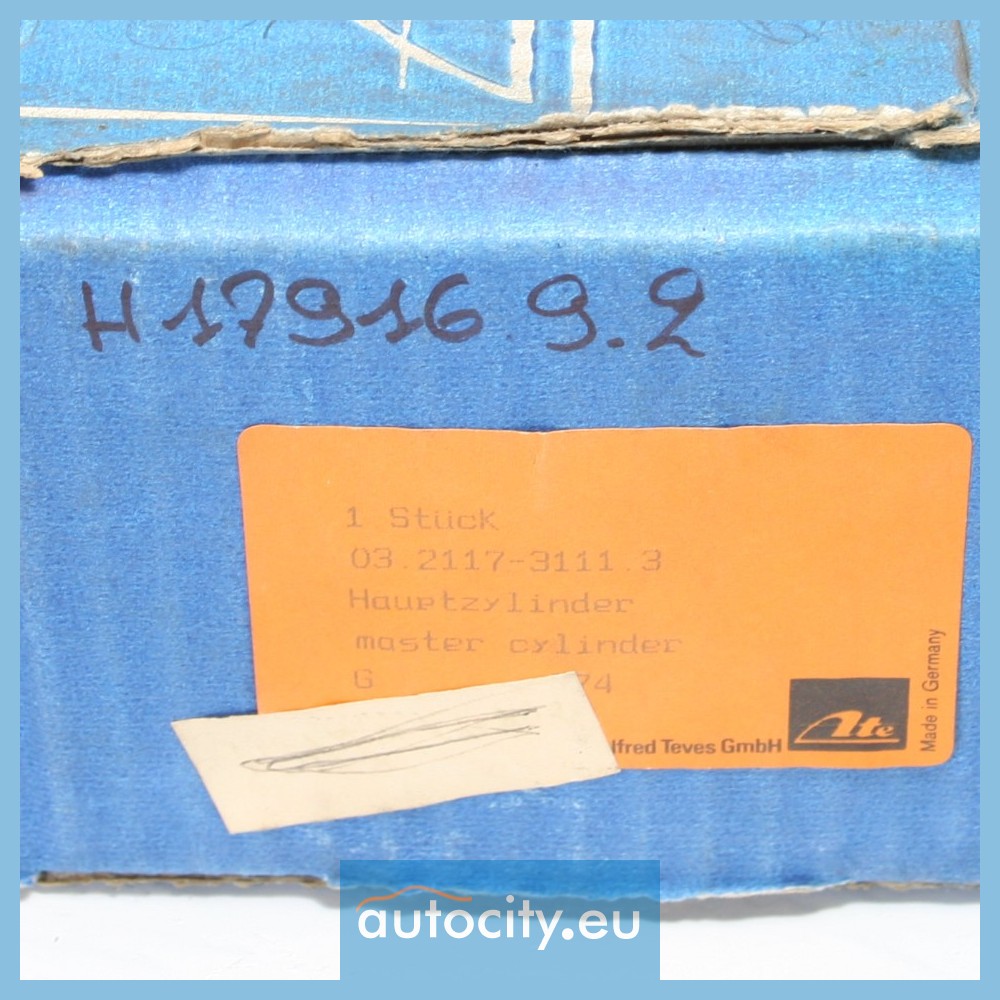 H17916 9.2
1 Stück
03.2117-3111.3
Hauptzylinder
master cylinder
G 74
lfred Teves GmbH
Ate
Made in Germany
autocity.eu